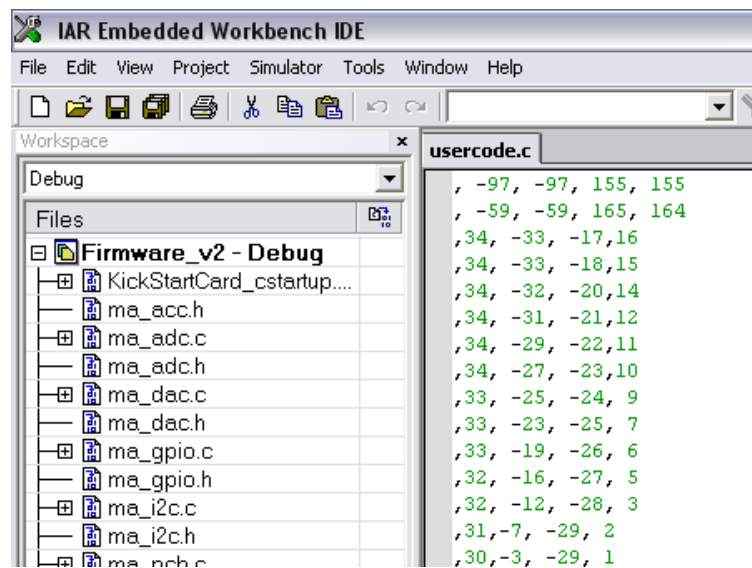 IAR Embedded Workbench IDE
File Edit View Project Simulator Tools Window Help
Workspace
Debug
Files
Firmware_v2 - Debug
KickStartCard_cstartup....
ma_acc.h
ma_adc.c
ma_adc.h
ma_dac.c
ma_dac.h
ma_gpio.c
ma_gpio.h
ma_i2c.c
ma_i2c.h
ma_pcb.c
usercode.c
, -97, -97, 155, 155
, -59, -59, 165, 164
,34, -33, -17,16
,34, -33, -18,15
,34, -32, -20,14
,34, -31, -21,12
,34, -29, -22,11
,34, -27, -23,10
,33, -25, -24, 9
,33, -23, -25, 7
,33, -19, -26, 6
,32, -16, -27, 5
,32, -12, -28, 3
,31,-7, -29, 2
,30,-3, -29, 1